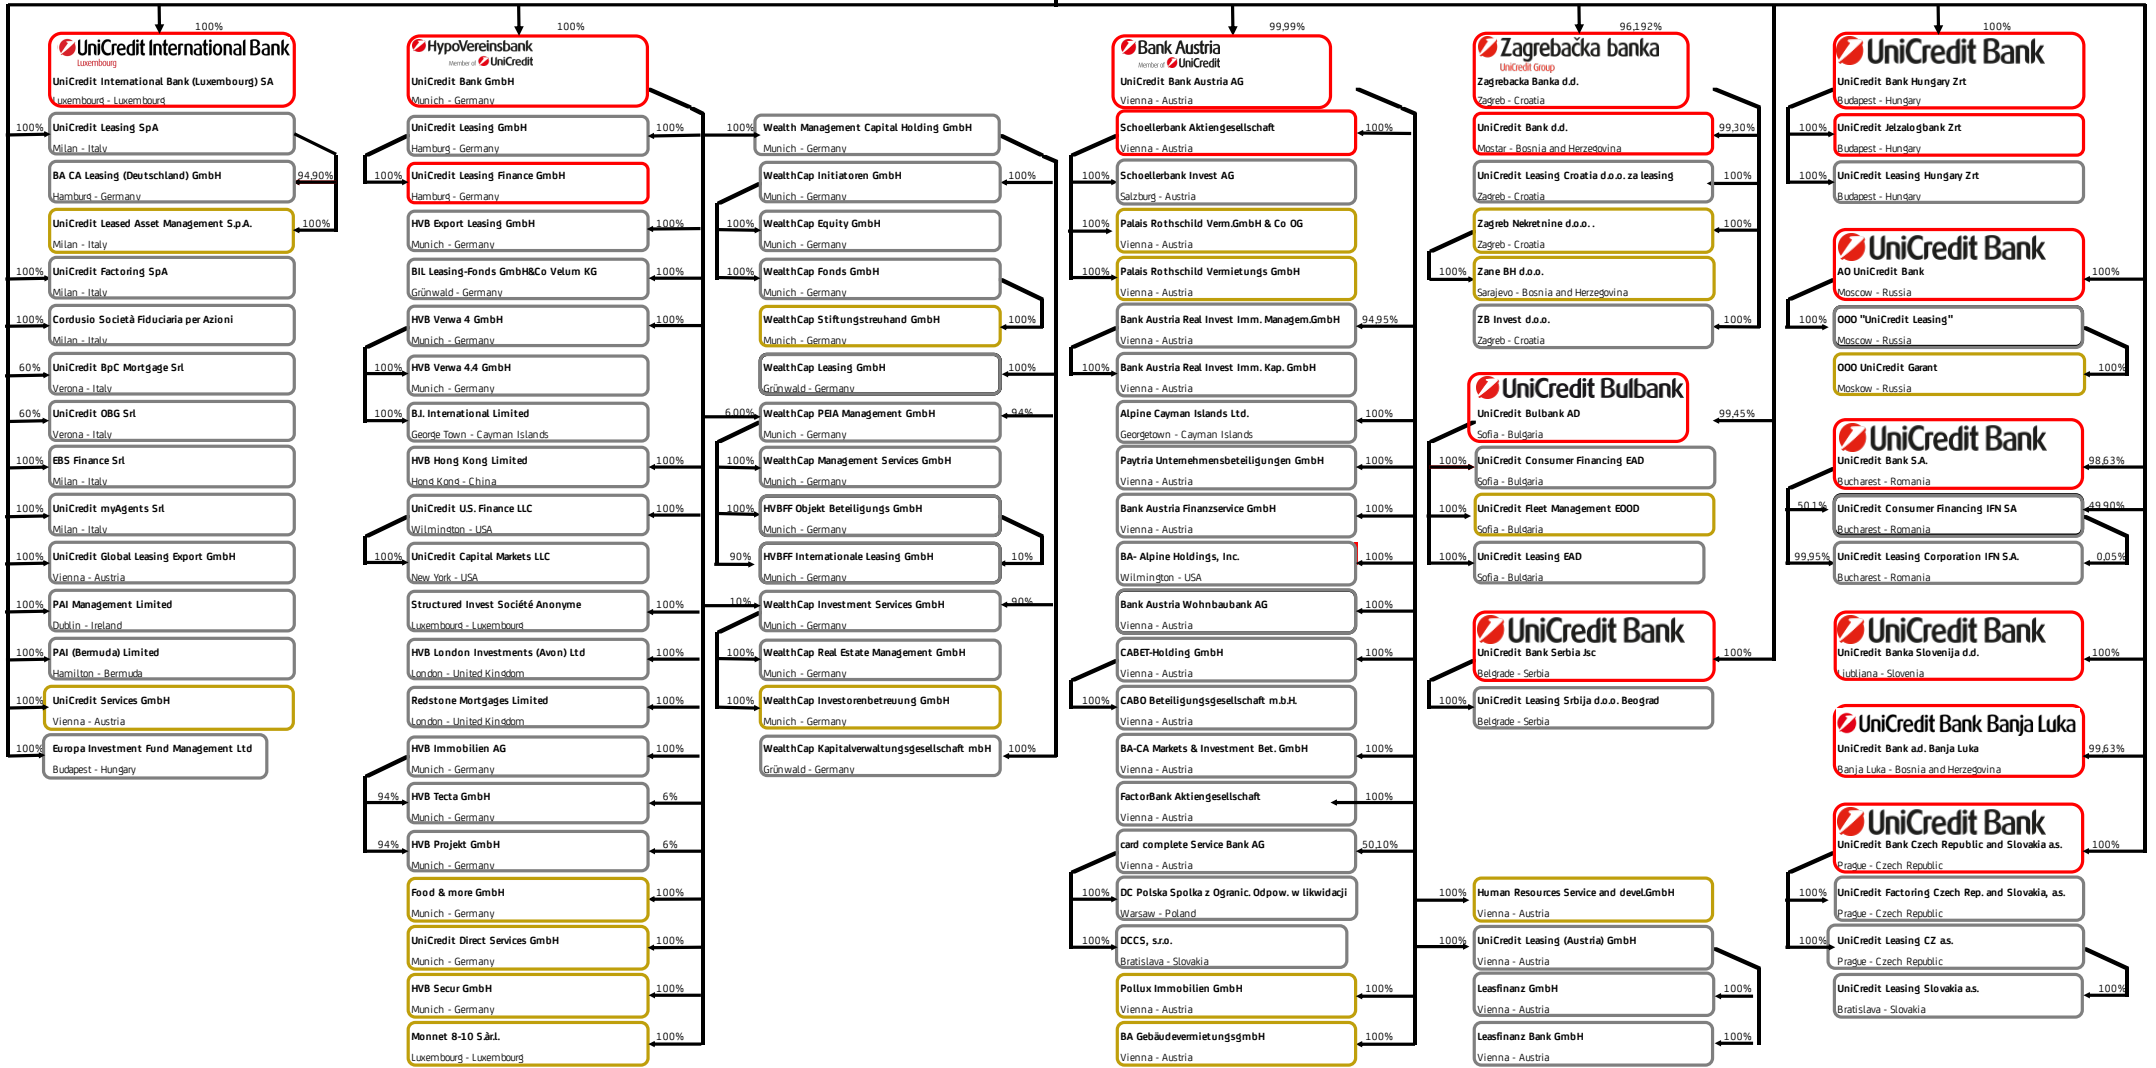 100%
UniCredit International Bank
Luxembourg
UniCredit International Bank (Luxembourg) SA
Luxembourg - Luxembourg
100%
UniCredit Leasing SpA
Milan - Italy
BA CA Leasing (Deutschland) GmbH
94,90%
Hamburg - Germany
UniCredit Leased Asset Management S.p.A.
100%
Milan - Italy
100%
UniCredit Factoring SpA
Milan - Italy
100%
Cordusio Società Fiduciaria per Azioni
Milan - Italy
60%
UniCredit BpC Mortgage Srl
Verona - Italy
60%
UniCredit OBG Srl
Verona - Italy
100%
EBS Finance Srl
Milan - Italy
100%
UniCredit myAgents Srl
Milan - Italy
100%
UniCredit Global Leasing Export GmbH
Vienna - Austria
100%
PAI Management Limited
Dublin - Ireland
100%
PAI (Bermuda) Limited
Hamilton - Bermuda
100%
UniCredit Services GmbH
Vienna - Austria
100%
Europa Investment Fund Management Ltd
Budapest - Hungary
100%
HypoVereinsbank
Member of UniCredit
UniCredit Bank GmbH
Munich - Germany
UniCredit Leasing GmbH
100%
Hamburg - Germany
100%
UniCredit Leasing Finance GmbH
Hamburg - Germany
HVB Export Leasing GmbH
100%
Munich - Germany
BIL Leasing-Fonds GmbH&Co Velum KG
100%
Grünwald - Germany
HVB Verwa 4 GmbH
100%
Munich - Germany
100%
HVB Verwa 4.4 GmbH
Munich - Germany
100%
B.I. International Limited
George Town - Cayman Islands
HVB Hong Kong Limited
100%
Hong Kong - China
UniCredit U.S. Finance LLC
100%
Wilmington - USA
100%
UniCredit Capital Markets LLC
New York - USA
Structured Invest Société Anonyme
100%
Luxembourg - Luxembourg
HVB London Investments (Avon) Ltd
100%
London - United Kingdom
Redstone Mortgages Limited
100%
London - United Kingdom
HVB Immobilien AG
100%
Munich - Germany
94%
HVB Tecta GmbH
6%
Munich - Germany
94%
HVB Projekt GmbH
6%
Munich - Germany
Food & more GmbH
100%
Munich - Germany
UniCredit Direct Services GmbH
100%
Munich - Germany
HVB Secur GmbH
100%
Munich - Germany
Monnet 8-10 S.àr.l.
100%
Luxembourg - Luxembourg
100%
Wealth Management Capital Holding GmbH
Munich - Germany
WealthCap Initiatoren GmbH
100%
Munich - Germany
100%
WealthCap Equity GmbH
Munich - Germany
100%
WealthCap Fonds GmbH
Munich - Germany
WealthCap Stiftungstreuhand GmbH
100%
Munich - Germany
WealthCap Leasing GmbH
100%
Grünwald - Germany
6,00%
WealthCap PEIA Management GmbH
94%
Munich - Germany
100%
WealthCap Management Services GmbH
Munich - Germany
100%
HVBFF Objekt Beteiligungs GmbH
Munich - Germany
90%
HVBFF Internationale Leasing GmbH
10%
Munich - Germany
10%
WealthCap Investment Services GmbH
90%
Munich - Germany
100%
WealthCap Real Estate Management GmbH
Munich - Germany
100%
WealthCap Investorenbetreuung GmbH
Munich - Germany
WealthCap Kapitalverwaltungsgesellschaft mbH
100%
Grünwald - Germany
99,99%
Bank Austria
Member of UniCredit
UniCredit Bank Austria AG
Vienna - Austria
Schoellerbank Aktiengesellschaft
100%
Vienna - Austria
100%
Schoellerbank Invest AG
Salzburg - Austria
100%
Palais Rothschild Verm.GmbH & Co OG
Vienna - Austria
100%
Palais Rothschild Vermietungs GmbH
Vienna - Austria
Bank Austria Real Invest Imm. Managem.GmbH
94,95%
Vienna - Austria
100%
Bank Austria Real Invest Imm. Kap. GmbH
Vienna - Austria
Alpine Cayman Islands Ltd.
100%
Georgetown - Cayman Islands
Paytria Unternehmensbeteiligungen GmbH
100%
Vienna - Austria
Bank Austria Finanzservice GmbH
100%
Vienna - Austria
BA- Alpine Holdings, Inc.
100%
Wilmington - USA
Bank Austria Wohnbaubank AG
100%
Vienna - Austria
CABET-Holding GmbH
100%
Vienna - Austria
100%
CABO Beteiligungsgesellschaft m.b.H.
Vienna - Austria
BA-CA Markets & Investment Bet. GmbH
100%
Vienna - Austria
FactorBank Aktiengesellschaft
100%
Vienna - Austria
card complete Service Bank AG
50,10%
Vienna - Austria
100%
DC Polska Spolka z Ogranic. Odpow. w likwidacji
Warsaw - Poland
100%
DCCS, s.r.o.
Bratislava - Slovakia
Pollux Immobilien GmbH
100%
Vienna - Austria
BA GebäudevermietungsgmbH
100%
Vienna - Austria
96,192%
Zagrebačka banka
UniCredit Group
Zagrebacka Banka d.d.
Zagreb - Croatia
UniCredit Bank d.d.
99,30%
Mostar - Bosnia and Herzegovina
UniCredit Leasing Croatia d.o.o. za leasing
100%
Zagreb - Croatia
Zagreb Nekretnine d.o.o. .
100%
Zagreb - Croatia
100%
Zane BH d.o.o.
Sarajevo - Bosnia and Herzegovina
ZB Invest d.o.o.
100%
Zagreb - Croatia
UniCredit Bulbank
UniCredit Bulbank AD
99,45%
Sofia - Bulgaria
100%
UniCredit Consumer Financing EAD
Sofia - Bulgaria
100%
UniCredit Fleet Management EOOD
Sofia - Bulgaria
100%
UniCredit Leasing EAD
Sofia - Bulgaria
UniCredit Bank
UniCredit Bank Serbia Jsc
100%
Belgrade - Serbia
100%
UniCredit Leasing Srbija d.o.o. Beograd
Belgrade - Serbia
100%
Human Resources Service and devel.GmbH
Vienna - Austria
100%
UniCredit Leasing (Austria) GmbH
Vienna - Austria
Leasfinanz GmbH
100%
Vienna - Austria
Leasfinanz Bank GmbH
100%
Vienna - Austria
100%
UniCredit Bank
UniCredit Bank Hungary Zrt
Budapest - Hungary
100%
UniCredit Jelzalogbank Zrt
Budapest - Hungary
100%
UniCredit Leasing Hungary Zrt
Budapest - Hungary
UniCredit Bank
AO UniCredit Bank
100%
Moscow - Russia
100%
OOO "UniCredit Leasing"
Moscow - Russia
OOO UniCredit Garant
100%
Moskow - Russia
UniCredit Bank
UniCredit Bank S.A.
98,63%
Bucharest - Romania
50,1%
UniCredit Consumer Financing IFN SA
49,90%
Bucharest - Romania
99,95%
UniCredit Leasing Corporation IFN S.A.
0,05%
Bucharest - Romania
UniCredit Bank
UniCredit Banka Slovenija d.d.
100%
Ljubljana - Slovenia
UniCredit Bank Banja Luka
UniCredit Bank a.d. Banja Luka
99,63%
Banja Luka - Bosnia and Herzegovina
UniCredit Bank
UniCredit Bank Czech Republic and Slovakia a.s.
100%
Prague - Czech Republic
100%
UniCredit Factoring Czech Rep. and Slovakia, a.s.
Prague - Czech Republic
100%
UniCredit Leasing CZ a.s.
Prague - Czech Republic
UniCredit Leasing Slovakia a.s.
100%
Bratislava - Slovakia